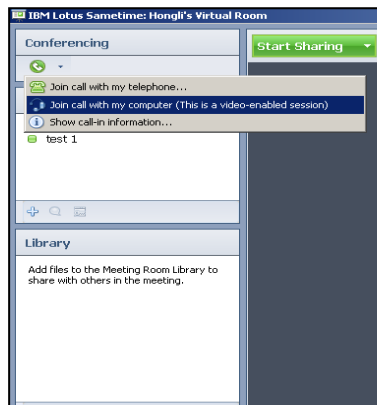 IBM Lotus Sametime: Hongli's Virtual Room
Conferencing
Start Sharing
Join call with my telephone...
Join call with my computer (This is a video-enabled session)
Show call-in information...
test 1
Library
Add files to the Meeting Room Library to
share with others in the meeting.